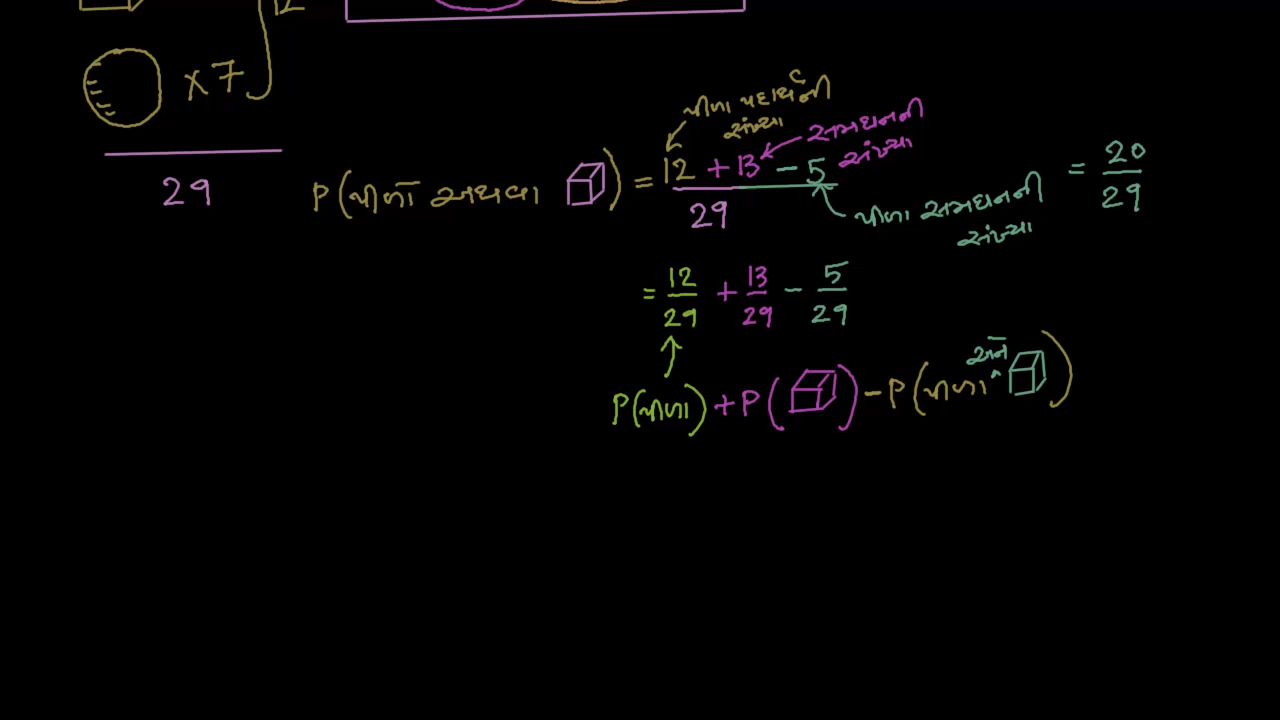 12
× 7
29
પીળા પદાર્થની સંખ્યા
સમઘનની સંખ્યા
P(પીળાં અથવા ) = 12 + 13 - 5 / 29 = 20/29
પીળા સમઘનની સંખ્યા
= 12/29 + 13/29 - 5/29
P(પીળા) + P( ) - P(પીળા અને )